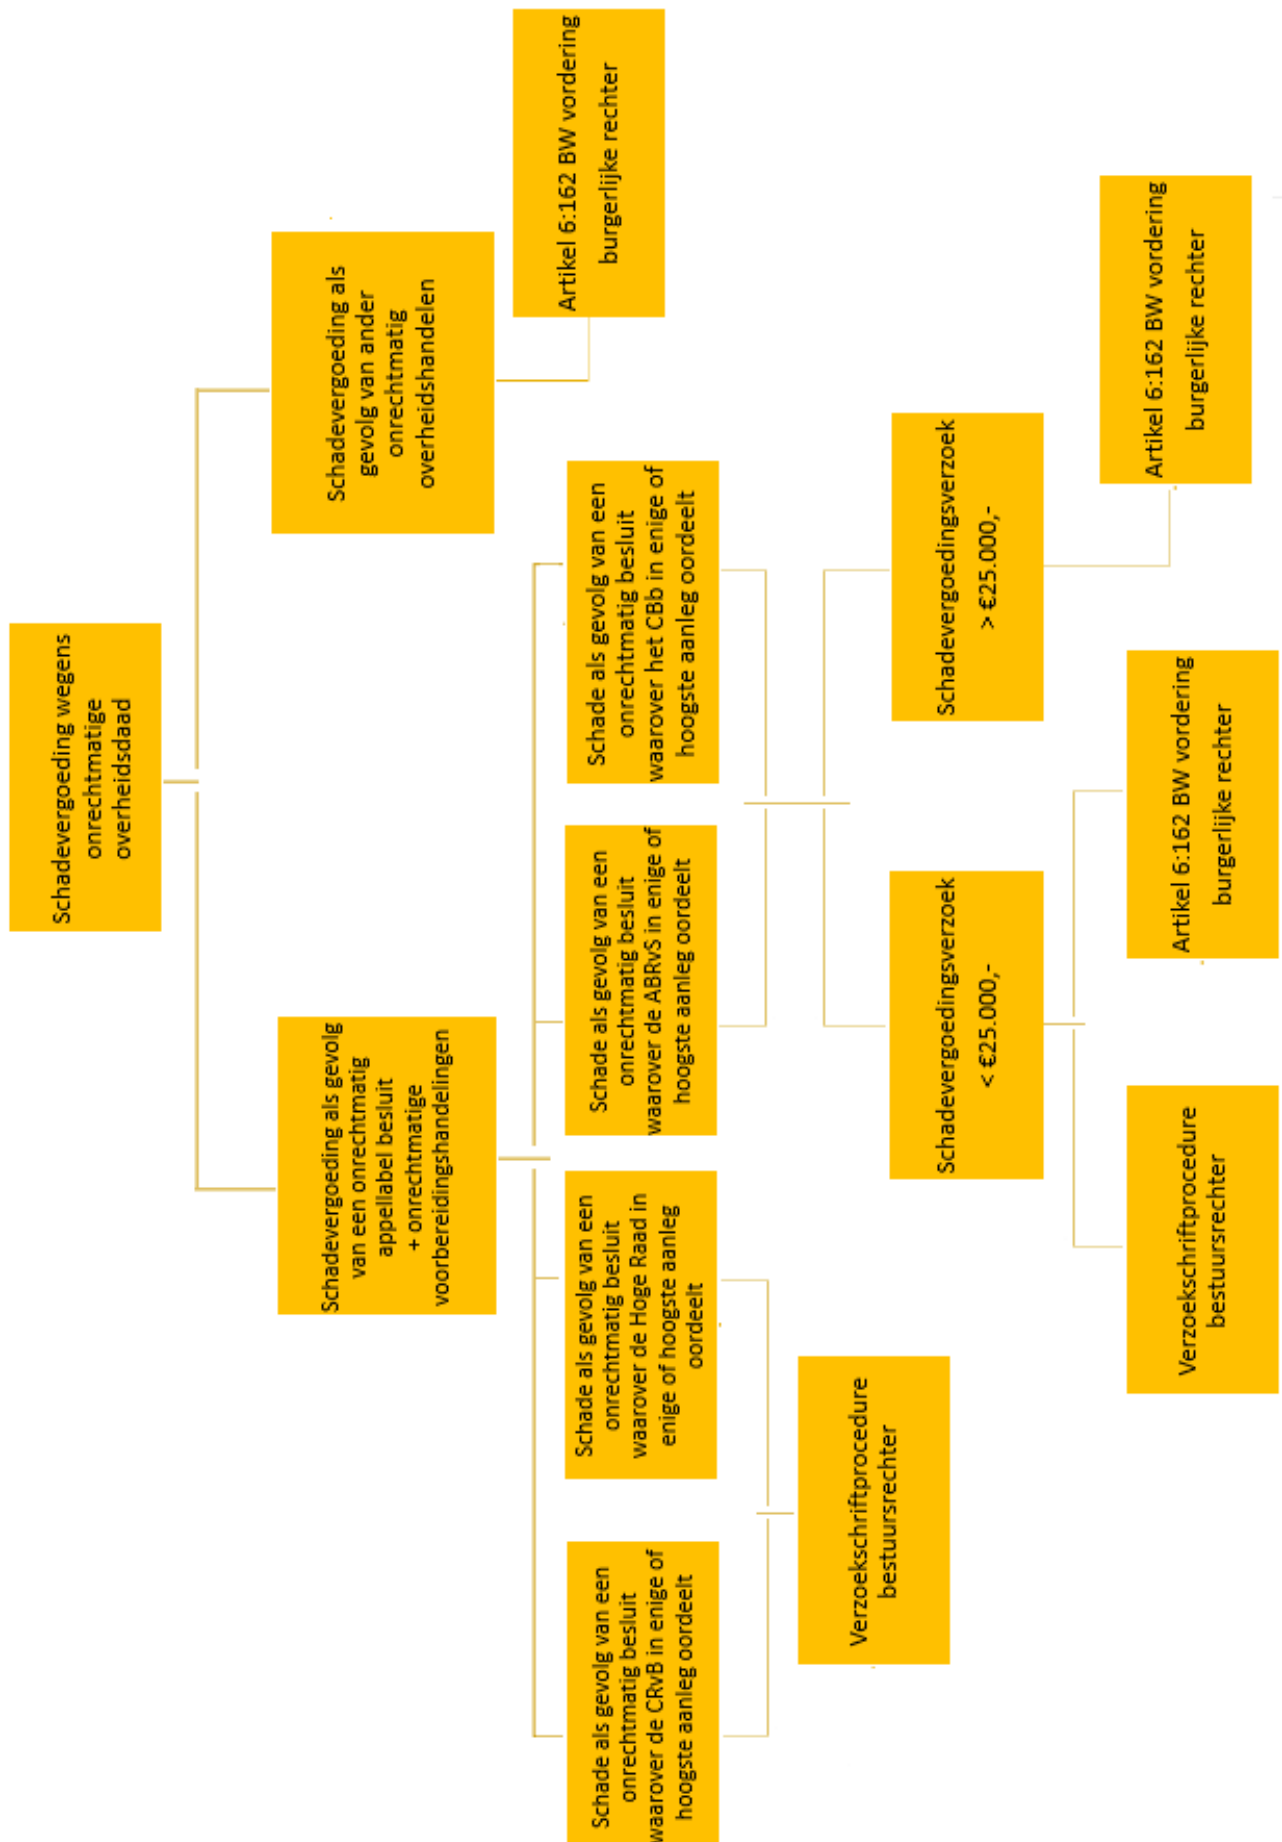 Schadevergoeding wegens
onrechtmatige
overheidsdaad
Schadevergoeding als gevolg
van een onrechtmatig
appellabel besluit
+ onrechtmatige
voorbereidingshandelingen
Schadevergoeding als
gevolg van ander
onrechtmatig
overheidshandelen
Schade als gevolg van een
onrechtmatig besluit
waarover de CRvB in enige of
hoogste aanleg oordeelt
Schade als gevolg van een
onrechtmatig besluit
waarover de Hoge Raad in
enige of hoogste aanleg
oordeelt
Schade als gevolg van een
onrechtmatig besluit
waarover de ABRvS in enige of
hoogste aanleg oordeelt
Schade als gevolg van een
onrechtmatig besluit
waarover het CBb in enige of
hoogste aanleg oordeelt
Artikel 6:162 BW vordering
burgerlijke rechter
Verzoekschriftprocedure
bestuursrechter
Schadevergoedingsverzoek
< €25.000,-
Schadevergoedingsverzoek
> €25.000,-
Verzoekschriftprocedure
bestuursrechter
Artikel 6:162 BW vordering
burgerlijke rechter
Artikel 6:162 BW vordering
burgerlijke rechter